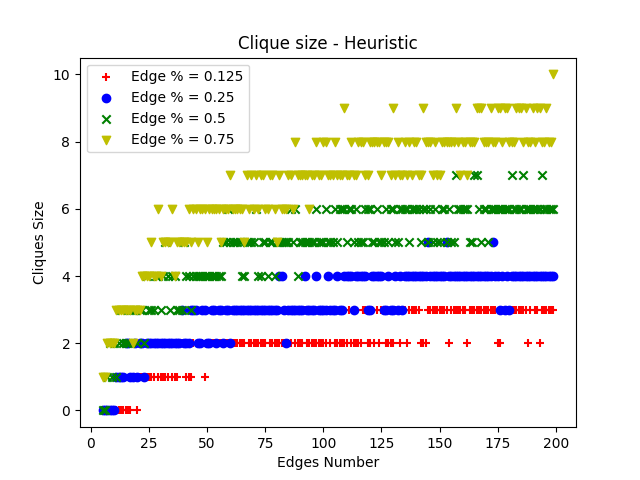 Clique size - Heuristic
Edge % = 0.125
Edge % = 0.25
Edge % = 0.5
Edge % = 0.75
10
8
6
4
2
0
Cliques Size
0 25 50 75 100 125 150 175 200
Edges Number